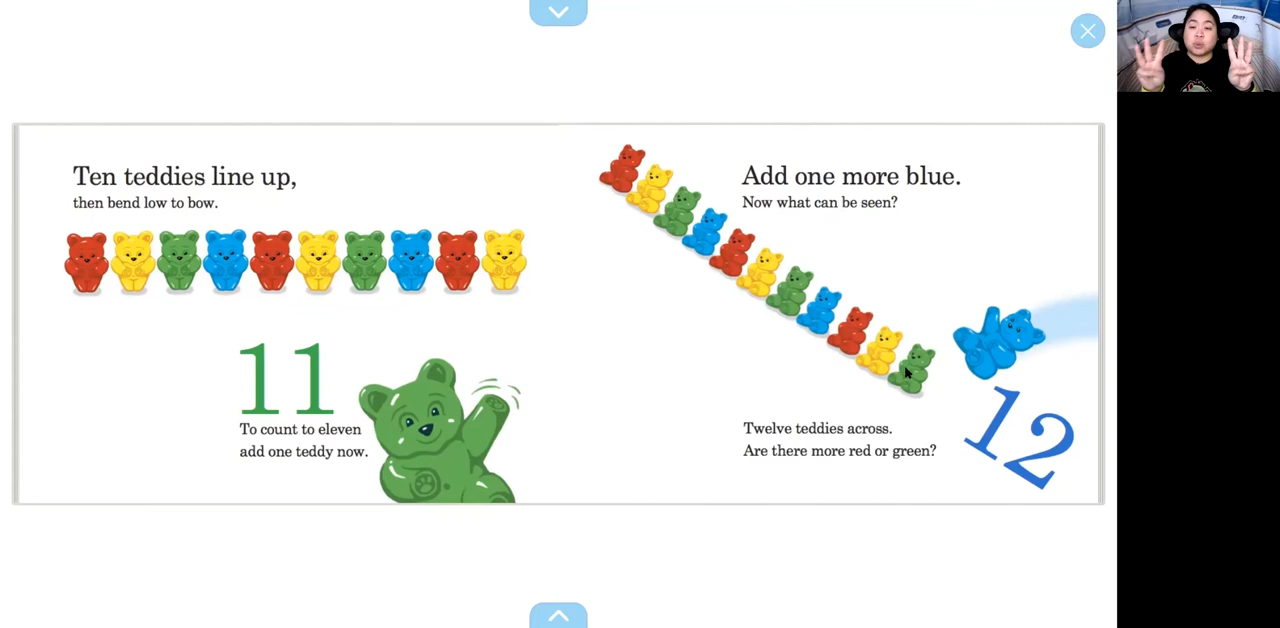 Ten teddies line up,
then bend low to bow.
11
To count to eleven
add one teddy now.
Add one more blue.
Now what can be seen?
Twelve teddies across.
Are there more red or green?
12